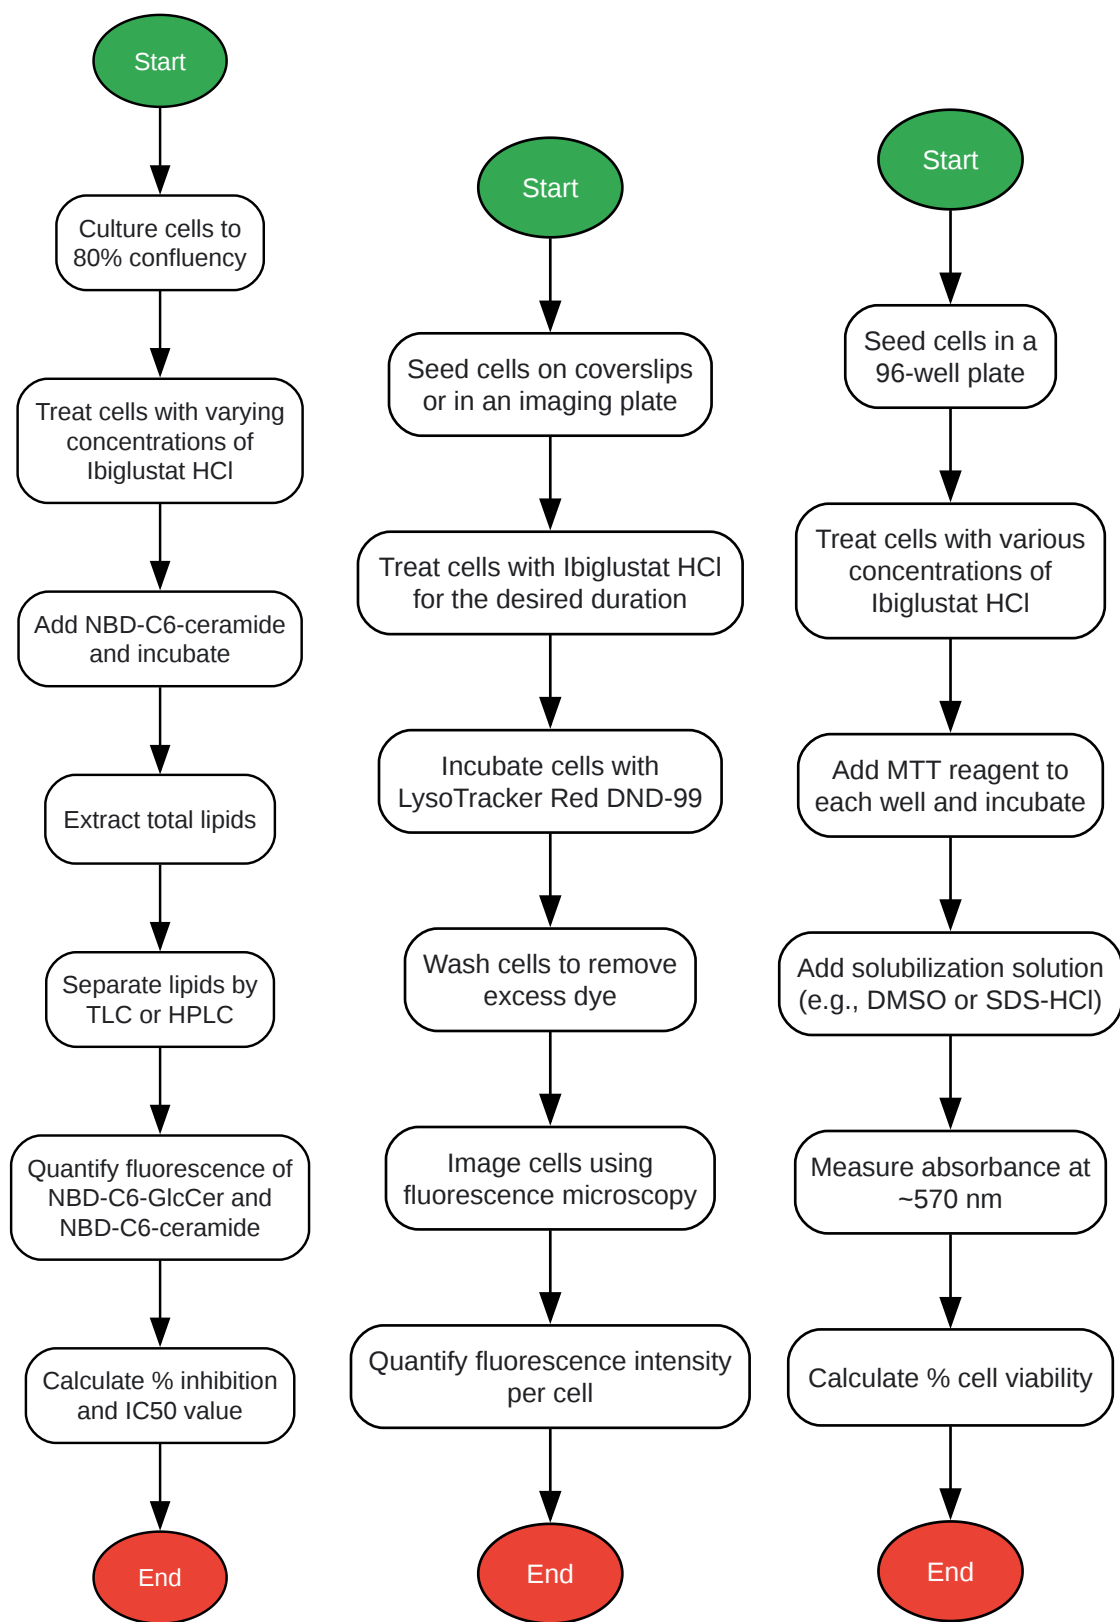 Start
Culture cells to
80% confluency
Treat cells with varying
concentrations of
Ibiglustat HCl
Add NBD-C6-ceramide
and incubate
Extract total lipids
Separate lipids by
TLC or HPLC
Quantify fluorescence of
NBD-C6-GlcCer and
NBD-C6-ceramide
Calculate % inhibition
and IC50 value
End
Start
Seed cells on coverslips
or in an imaging plate
Treat cells with Ibiglustat HCl
for the desired duration
Incubate cells with
LysoTracker Red DND-99
Wash cells to remove
excess dye
Image cells using
fluorescence microscopy
Quantify fluorescence intensity
per cell
End
Start
Seed cells in a
96-well plate
Treat cells with various
concentrations of
Ibiglustat HCl
Add MTT reagent to
each well and incubate
Add solubilization solution
(e.g., DMSO or SDS-HCl)
Measure absorbance at
~570 nm
Calculate % cell viability
End